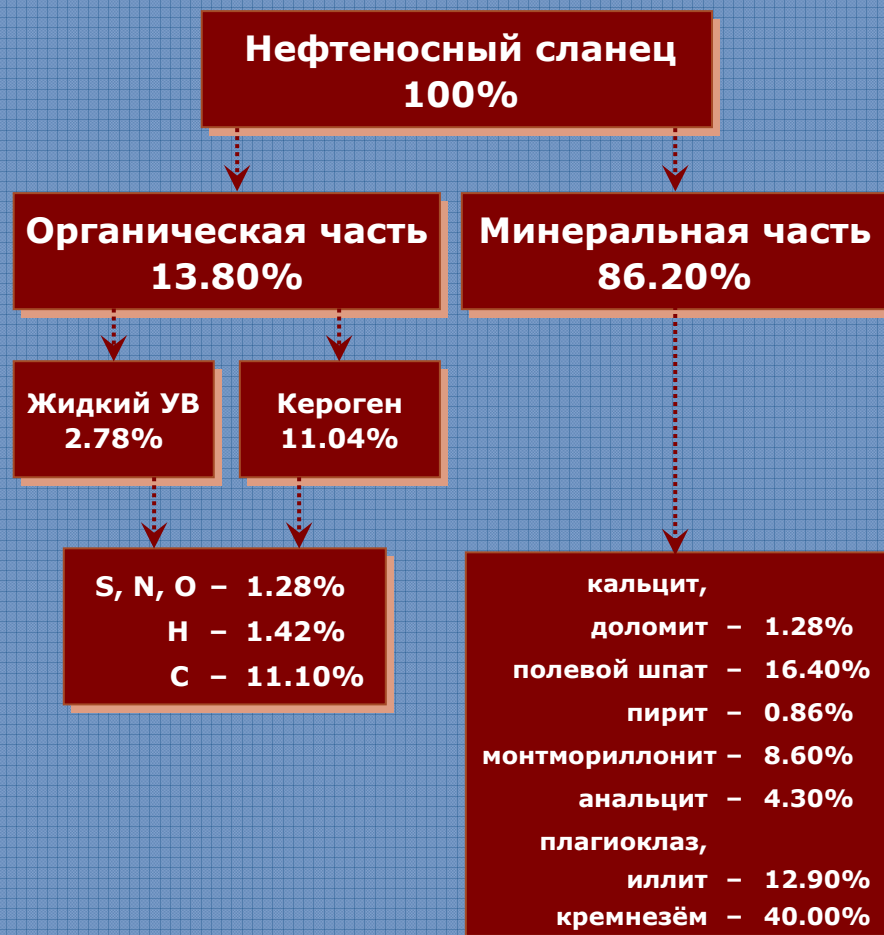 Нефтеносный сланец
100%
Органическая часть
13.80%
Минеральная часть
86.20%
Жидкий УВ
2.78%
Кероген
11.04%
S, N, O – 1.28%
H – 1.42%
C – 11.10%
кальцит,
доломит – 1.28%
полевой шпат – 16.40%
пирит – 0.86%
монтмориллонит – 8.60%
анальцит – 4.30%
плагиоклаз,
иллит – 12.90%
кремнезём – 40.00%